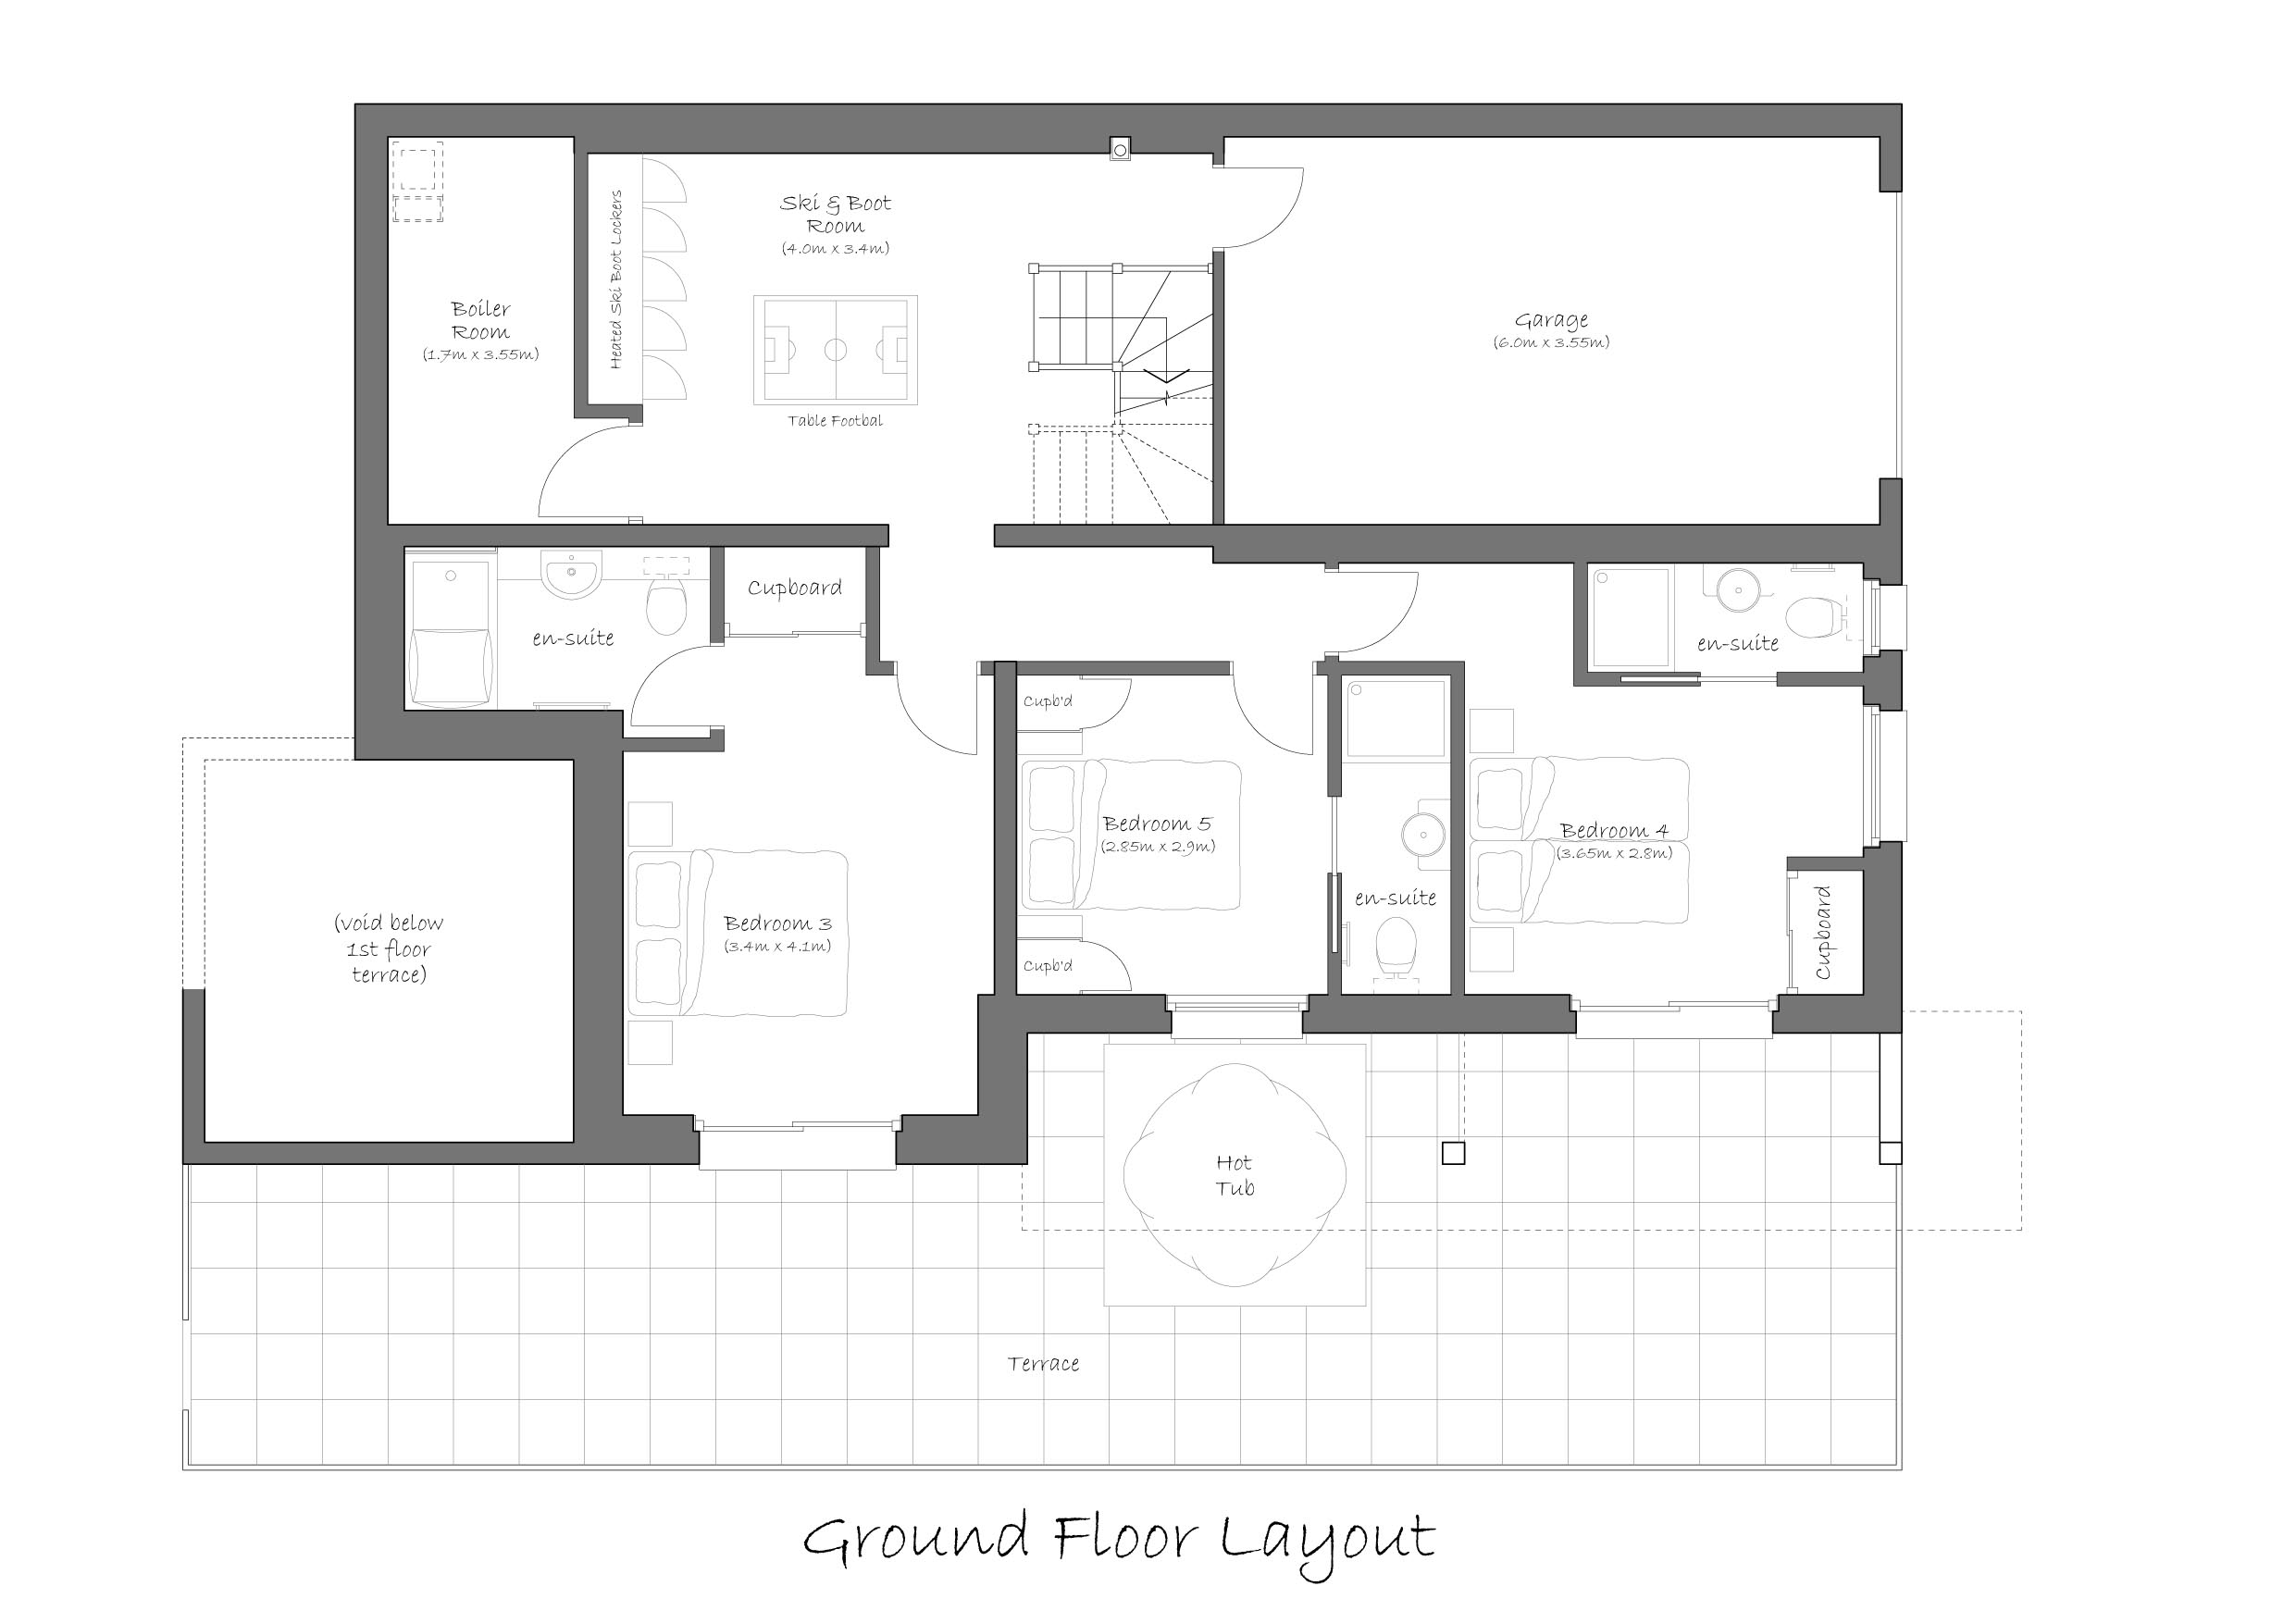 Ski & Boot
Room
(4.0m x 3.4m)
Heated Ski Boot Lockers
Boiler
Room
(1.7m x 3.55m)
Garage
(6.0m x 3.55m)
Table Footbal
Cupboard
en-suite
en-suite
Cupb'd
Bedroom 5
(2.85m x 2.9m)
Bedroom 4
(3.65m x 2.8m)
en-suite
Cupboard
(void below
1st floor
terrace)
Bedroom 3
(3.4m x 4.1m)
Cupb'd
Hot
Tub
Terrace
Ground Floor Layout